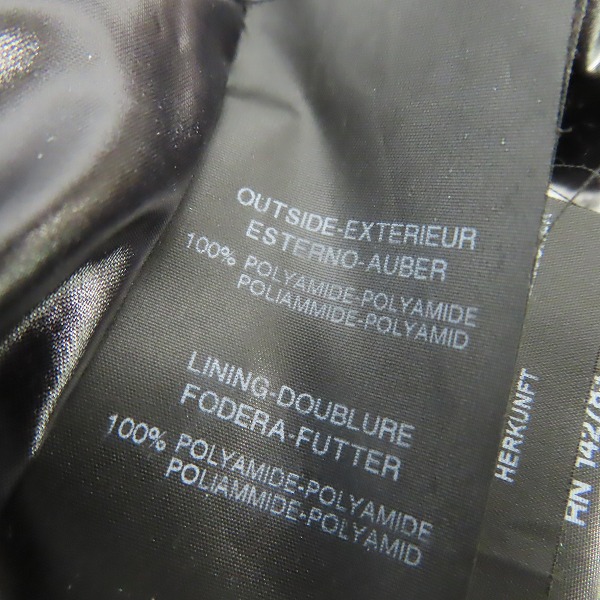 OUTSIDE-EXTERIEUR
ESTERNO-AUBER
100% POLYAMIDE-POLYAMIDE
POLIAMMIDE-POLYAMID
LINING-DOUBLURE
FODERA-FUTTER
100% POLYAMIDE-POLYAMIDE
POLIAMMIDE-POLYAMID
HERKUNFT
RN